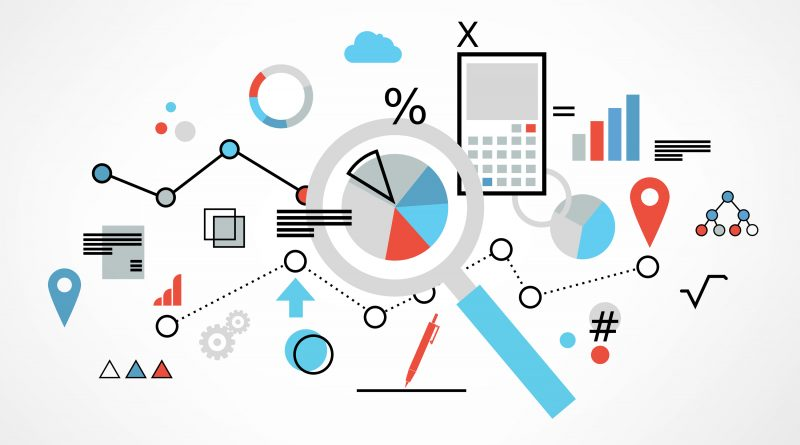 X
%
=
√
#